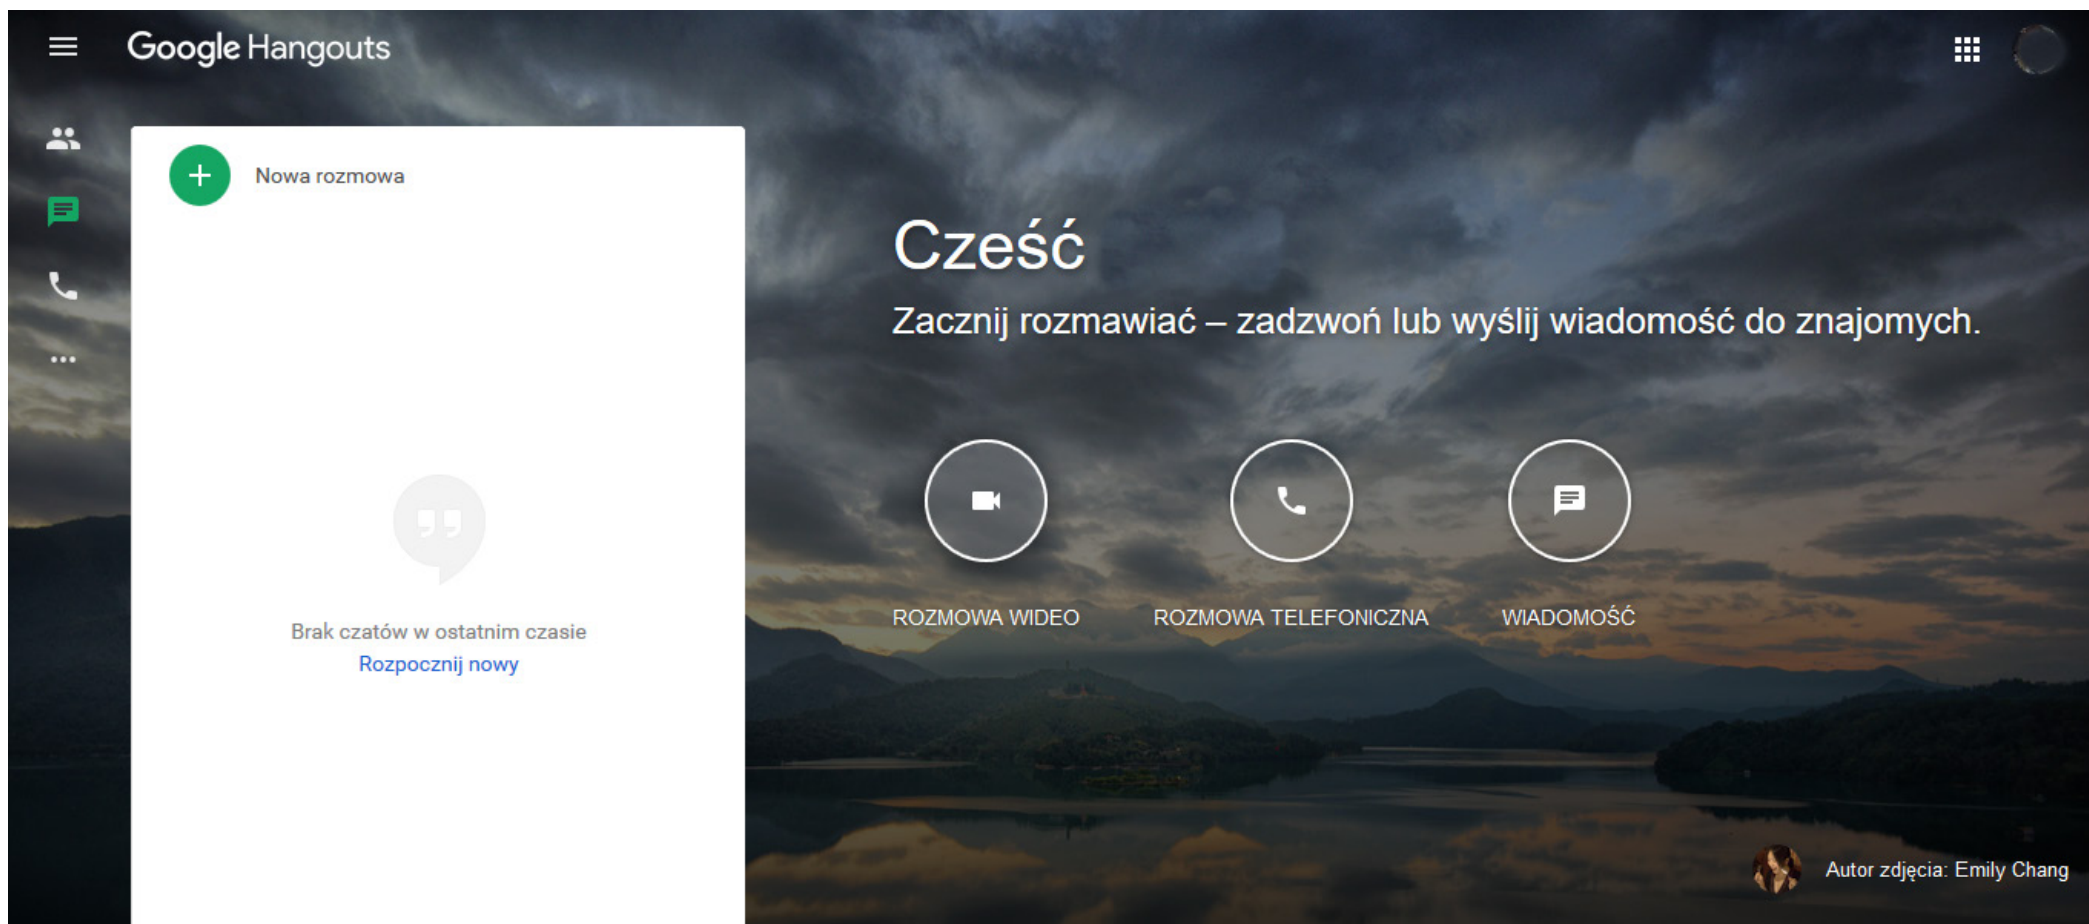 Google Hangouts
Nowa rozmowa
Brak czatów w ostatnim czasie
Rozpocznij nowy
Cześć
Zacznij rozmawiać – zadzwoń lub wyślij wiadomość do znajomych.
ROZMOWA WIDEO
ROZMOWA TELEFONICZNA
WIADOMOŚĆ
Autor zdjęcia: Emily Chang